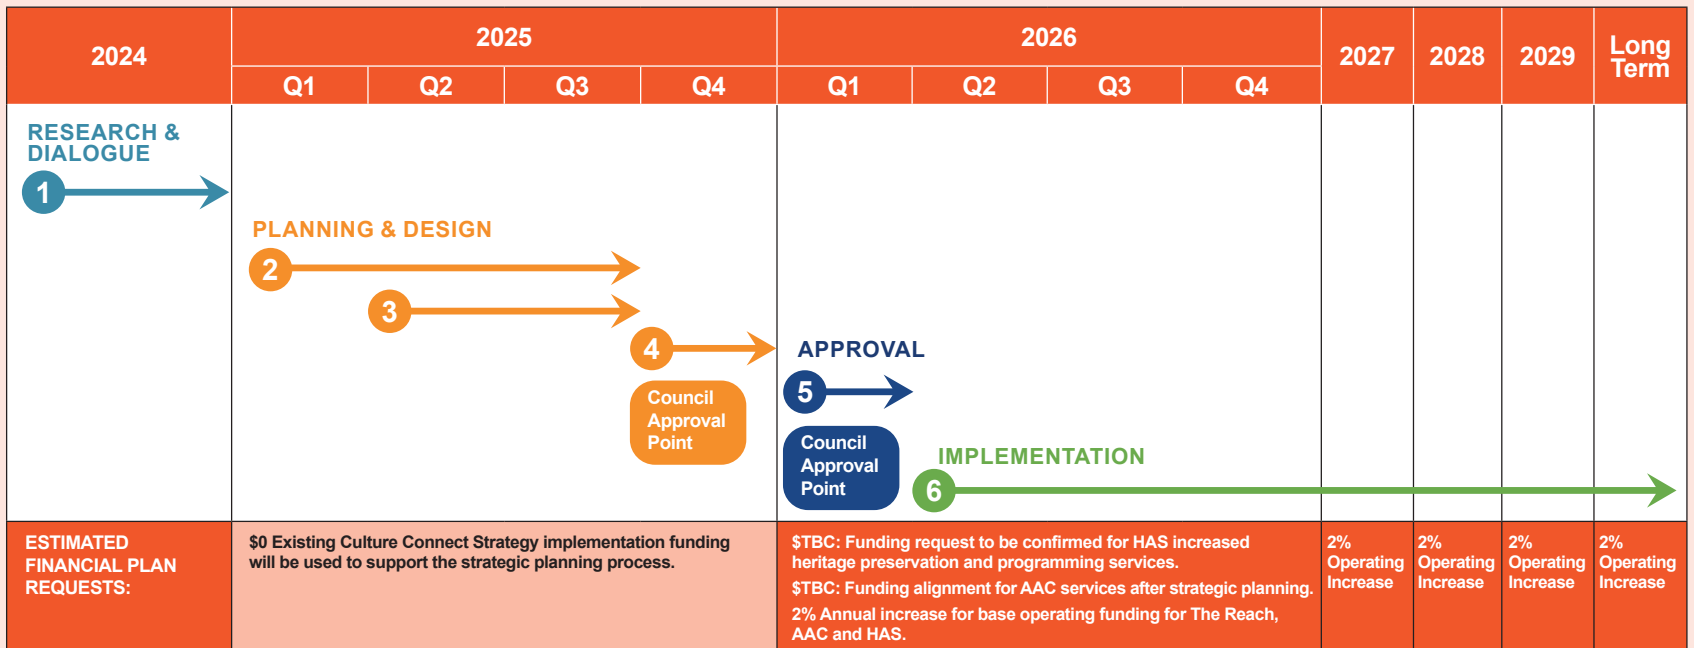 2024
2025
2026
2027
2028
2029
Long
Term
Q1
Q2
Q3
Q4
Q1
Q2
Q3
Q4
RESEARCH &
DIALOGUE
1
PLANNING & DESIGN
2
3
4
Council
Approval
Point
APPROVAL
5
Council
Approval
Point
IMPLEMENTATION
6
ESTIMATED
FINANCIAL PLAN
REQUESTS:
$0 Existing Culture Connect Strategy implementation funding
will be used to support the strategic planning process.
$TBC: Funding request to be confirmed for HAS increased
heritage preservation and programming services.
$TBC: Funding alignment for AAC services after strategic planning.
2% Annual increase for base operating funding for The Reach,
AAC and HAS.
2%
Operating
Increase
2%
Operating
Increase
2%
Operating
Increase
2%
Operating
Increase